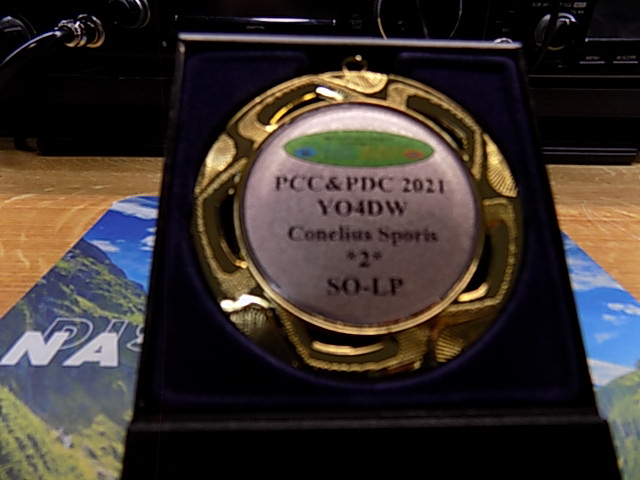 PCC&PDC 2021
YO4DW
Conelius Sporis
*2*
SO-LP